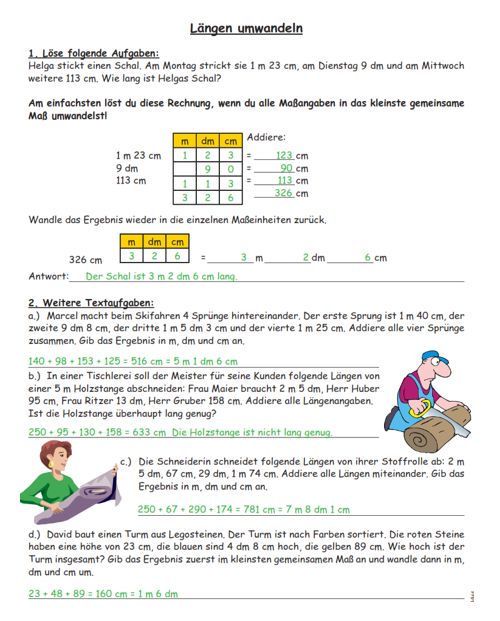 Längen umwandeln
1. Löse folgende Aufgaben:
Helga stickt einen Schal. Am Montag strickt sie 1 m 23 cm, am Dienstag 9 dm und am Mittwoch
weitere 113 cm. Wie lang ist Helgas Schal?
Am einfachsten löst du diese Rechnung, wenn du alle Maßangaben in das kleinste gemeinsame
Maß umwandelst!
m dm cm Addiere:
1 m 23 cm 1 2 3 = 123 cm
9 dm 9 0 = 90 cm
113 cm 1 1 3 = 113 cm
3 2 6 326 cm
Wandle das Ergebnis wieder in die einzelnen Maßeinheiten zurück.
m dm cm
326 cm 3 2 6 = 3 m 2 dm 6 cm
Antwort: Der Schal ist 3 m 2 dm 6 cm lang.
2. Weitere Textaufgaben:
a.) Marcel macht beim Skifahren 4 Sprünge hintereinander. Der erste Sprung ist 1 m 40 cm, der
zweite 9 dm 8 cm, der dritte 1 m 5 dm 3 cm und der vierte 1 m 25 cm. Addiere alle vier Sprünge
zusammen. Gib das Ergebnis in m, dm und cm an.
140 + 98 + 153 + 125 = 516 cm = 5 m 1 dm 6 cm
b.) In einer Tischlerei soll der Meister für seine Kunden folgende Längen von
einer 5 m Holzstange abschneiden: Frau Maier braucht 2 m 5 dm, Herr Huber
95 cm, Frau Ritzer 13 dm, Herr Gruber 158 cm. Addiere alle Längenangaben.
Ist die Holzstange überhaupt lang genug?
250 + 95 + 130 + 158 = 633 cm Die Holzstange ist nicht lang genug.
c.) Die Schneiderin schneidet folgende Längen von ihrer Stoffrolle ab: 2 m
5 dm, 67 cm, 29 dm, 1 m 74 cm. Addiere alle Längen miteinander. Gib das
Ergebnis in m, dm und cm an.
250 + 67 + 290 + 174 = 781 cm = 7 m 8 dm 1 cm
d.) David baut einen Turm aus Legosteinen. Der Turm ist nach Farben sortiert. Die roten Steine
haben eine höhe von 23 cm, die blauen sind 4 dm 8 cm hoch, die gelben 89 cm. Wie hoch ist der
Turm insgesamt? Gib das Ergebnis zuerst im kleinsten gemeinsamen Maß an und wandle dann in m,
dm und cm um.
23 + 48 + 89 = 160 cm = 1 m 6 dm